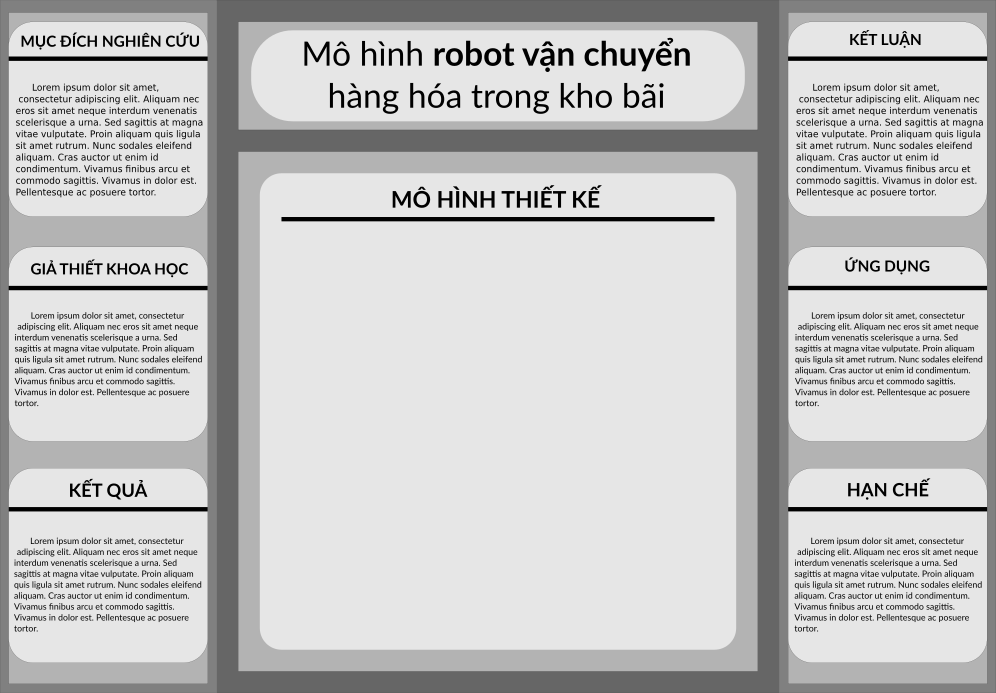 MỤC ĐÍCH NGHIÊN CỨU
Lorem ipsum dolor sit amet,
consectetur adipiscing elit. Aliquam nec
eros sit amet neque interdum venenatis
scelerisque a urna. Sed sagittis at magna
vitae vulputate. Proin aliquam quis ligula
sit amet rutrum. Nunc sodales eleifend
aliquam. Cras auctor ut enim id
condimentum. Vivamus finibus arcu et
commodo sagittis. Vivamus in dolor est.
Pellentesque ac posuere tortor.
GIẢ THIẾT KHOA HỌC
Lorem ipsum dolor sit amet, consectetur
adipiscing elit. Aliquam nec eros sit amet neque
interdum venenatis scelerisque a urna. Sed
sagittis at magna vitae vulputate. Proin aliquam
quis ligula sit amet rutrum. Nunc sodales eleifend
aliquam. Cras auctor ut enim id condimentum.
Vivamus finibus arcu et commodo sagittis.
Vivamus in dolor est. Pellentesque ac posuere
tortor.
KẾT QUẢ
Lorem ipsum dolor sit amet, consectetur
adipiscing elit. Aliquam nec eros sit amet neque
interdum venenatis scelerisque a urna. Sed
sagittis at magna vitae vulputate. Proin aliquam
quis ligula sit amet rutrum. Nunc sodales eleifend
aliquam. Cras auctor ut enim id condimentum.
Vivamus finibus arcu et commodo sagittis.
Vivamus in dolor est. Pellentesque ac posuere
tortor.
Mô hình robot vận chuyển
hàng hóa trong kho bãi
MÔ HÌNH THIẾT KẾ
KẾT LUẬN
Lorem ipsum dolor sit amet,
consectetur adipiscing elit. Aliquam nec
eros sit amet neque interdum venenatis
scelerisque a urna. Sed sagittis at magna
vitae vulputate. Proin aliquam quis ligula
sit amet rutrum. Nunc sodales eleifend
aliquam. Cras auctor ut enim id
condimentum. Vivamus finibus arcu et
commodo sagittis. Vivamus in dolor est.
Pellentesque ac posuere tortor.
ỨNG DỤNG
Lorem ipsum dolor sit amet, consectetur
adipiscing elit. Aliquam nec eros sit amet neque
interdum venenatis scelerisque a urna. Sed
sagittis at magna vitae vulputate. Proin aliquam
quis ligula sit amet rutrum. Nunc sodales eleifend
aliquam. Cras auctor ut enim id condimentum.
Vivamus finibus arcu et commodo sagittis.
Vivamus in dolor est. Pellentesque ac posuere
tortor.
HẠN CHẾ
Lorem ipsum dolor sit amet, consectetur
adipiscing elit. Aliquam nec eros sit amet neque
interdum venenatis scelerisque a urna. Sed
sagittis at magna vitae vulputate. Proin aliquam
quis ligula sit amet rutrum. Nunc sodales eleifend
aliquam. Cras auctor ut enim id condimentum.
Vivamus finibus arcu et commodo sagittis.
Vivamus in dolor est. Pellentesque ac posuere
tortor.